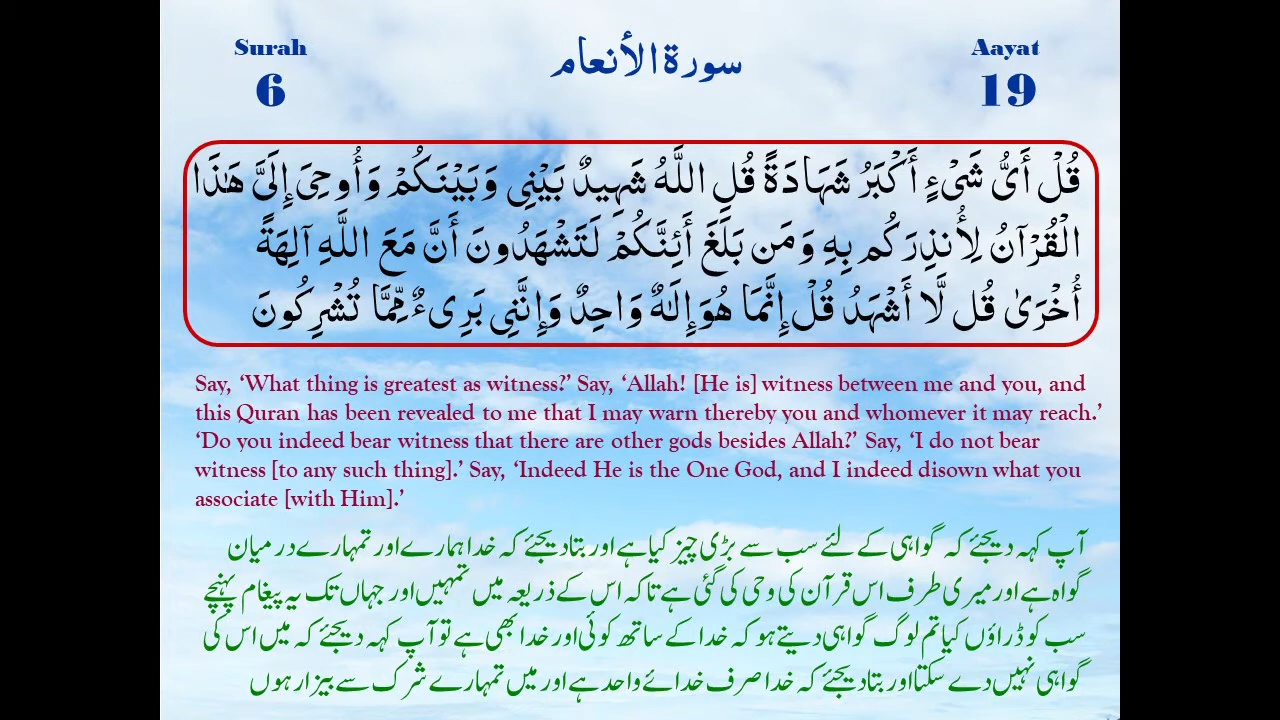 Surah
6
سورة الأنعام
Aayat
19
قُلْ أَيُّ شَيْءٍ أَكْبَرُ شَهَادَةً قُلِ اللَّهُ شَهِيدٌ بَيْنِي وَبَيْنَكُمْ وَأُوحِيَ إِلَيَّ هَٰذَا
الْقُرْآنُ لِأُنذِرَكُم بِهِ وَمَن بَلَغَ أَئِنَّكُمْ لَتَشْهَدُونَ أَنَّ مَعَ اللَّهِ آلِهَةً
أُخْرَىٰ قُل لَّا أَشْهَدُ قُلْ إِنَّمَا هُوَ إِلَٰهٌ وَاحِدٌ وَإِنَّنِي بَرِيءٌ مِّمَّا تُشْرِكُونَ
Say, ‘What thing is greatest as witness?’ Say, ‘Allah! [He is] witness between me and you, and
this Quran has been revealed to me that I may warn thereby you and whomever it may reach.’
‘Do you indeed bear witness that there are other gods besides Allah?’ Say, ‘I do not bear
witness [to any such thing].’ Say, ‘Indeed He is the One God, and I indeed disown what you
associate [with Him].’
آپ کہہ دیجئے کہ گواہی کے لئے سب سے بڑی چیز کیا ہے اور بتا دیجئے کہ خدا ہمارے اور تمہارے درمیان
گواہ ہے اور میری طرف اس قرآن کی وحی کی گئی ہے تاکہ اس کے ذریعہ میں تمہیں اور جہاں تک یہ پیغام پہنچے
سب کو ڈراؤں کیا تم لوگ گواہی دیتے ہو کہ خدا کے ساتھ کوئی اور خدا بھی ہے تو آپ کہہ دیجئے کہ میں اس کی
گواہی نہیں دے سکتا اور بتا دیجئے کہ خدا صرف خدائے واحد ہے اور میں تمہارے شرک سے بیزار ہوں